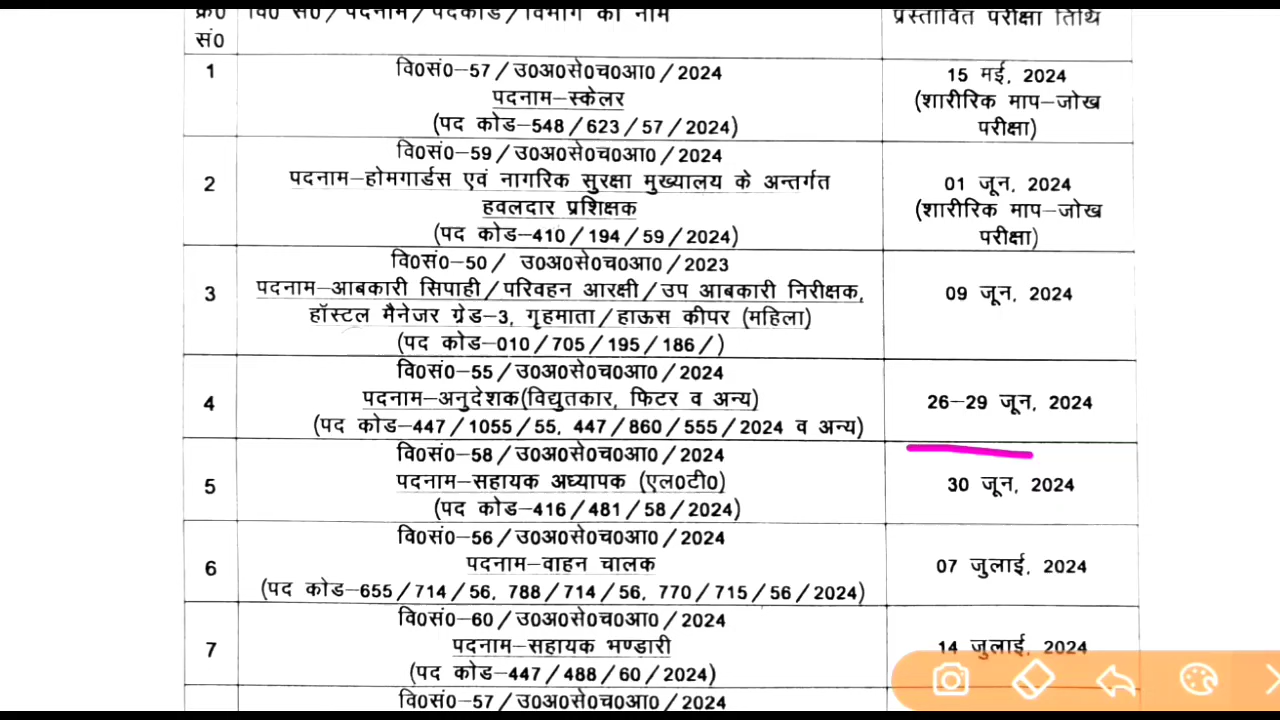 क्र0 वि0 सं0 / पदनाम / पदकोड / विभाग का नाम प्रस्तावित परीक्षा तिथि
सं0
1 वि0सं0–57 / उ0अ0से0च0आ0 / 2024 15 मई, 2024
पदनाम–स्केलर (शारीरिक माप–जोख
(पद कोड–548 / 623 / 57 / 2024) परीक्षा)
वि0सं0–59 / उ0अ0से0च0आ0 / 2024
2 पदनाम–होमगार्डस एवं नागरिक सुरक्षा मुख्यालय के अन्तर्गत 01 जून, 2024
हवलदार प्रशिक्षक (शारीरिक माप–जोख
(पद कोड–410 / 194 / 59 / 2024) परीक्षा)
वि0सं0–50 / उ0अ0से0च0आ0 / 2023
3 पदनाम–आबकारी सिपाही / परिवहन आरक्षी / उप आबकारी निरीक्षक, 09 जून, 2024
हॉस्टल मैनेजर ग्रेड–3, गृहमाता / हाऊस कीपर (महिला)
(पद कोड–010 / 705 / 195 / 186 / )
वि0सं0–55 / उ0अ0से0च0आ0 / 2024
4 पदनाम–अनुदेशक(विद्युतकार, फिटर व अन्य) 26–29 जून, 2024
(पद कोड–447 / 1055 / 55, 447 / 860 / 555 / 2024 व अन्य)
वि0सं0–58 / उ0अ0से0च0आ0 / 2024
5 पदनाम–सहायक अध्यापक (एल0टी0) 30 जून, 2024
(पद कोड–416 / 481 / 58 / 2024)
वि0सं0–56 / उ0अ0से0च0आ0 / 2024
6 पदनाम–वाहन चालक 07 जुलाई, 2024
(पद कोड–655 / 714 / 56, 788 / 714 / 56, 770 / 715 / 56 / 2024)
वि0सं0–60 / उ0अ0से0च0आ0 / 2024
7 पदनाम–सहायक भण्डारी 14 जुलाई, 2024
(पद कोड–447 / 488 / 60 / 2024)
वि0सं0–57 / उ0अ0से0च0आ0 / 2024